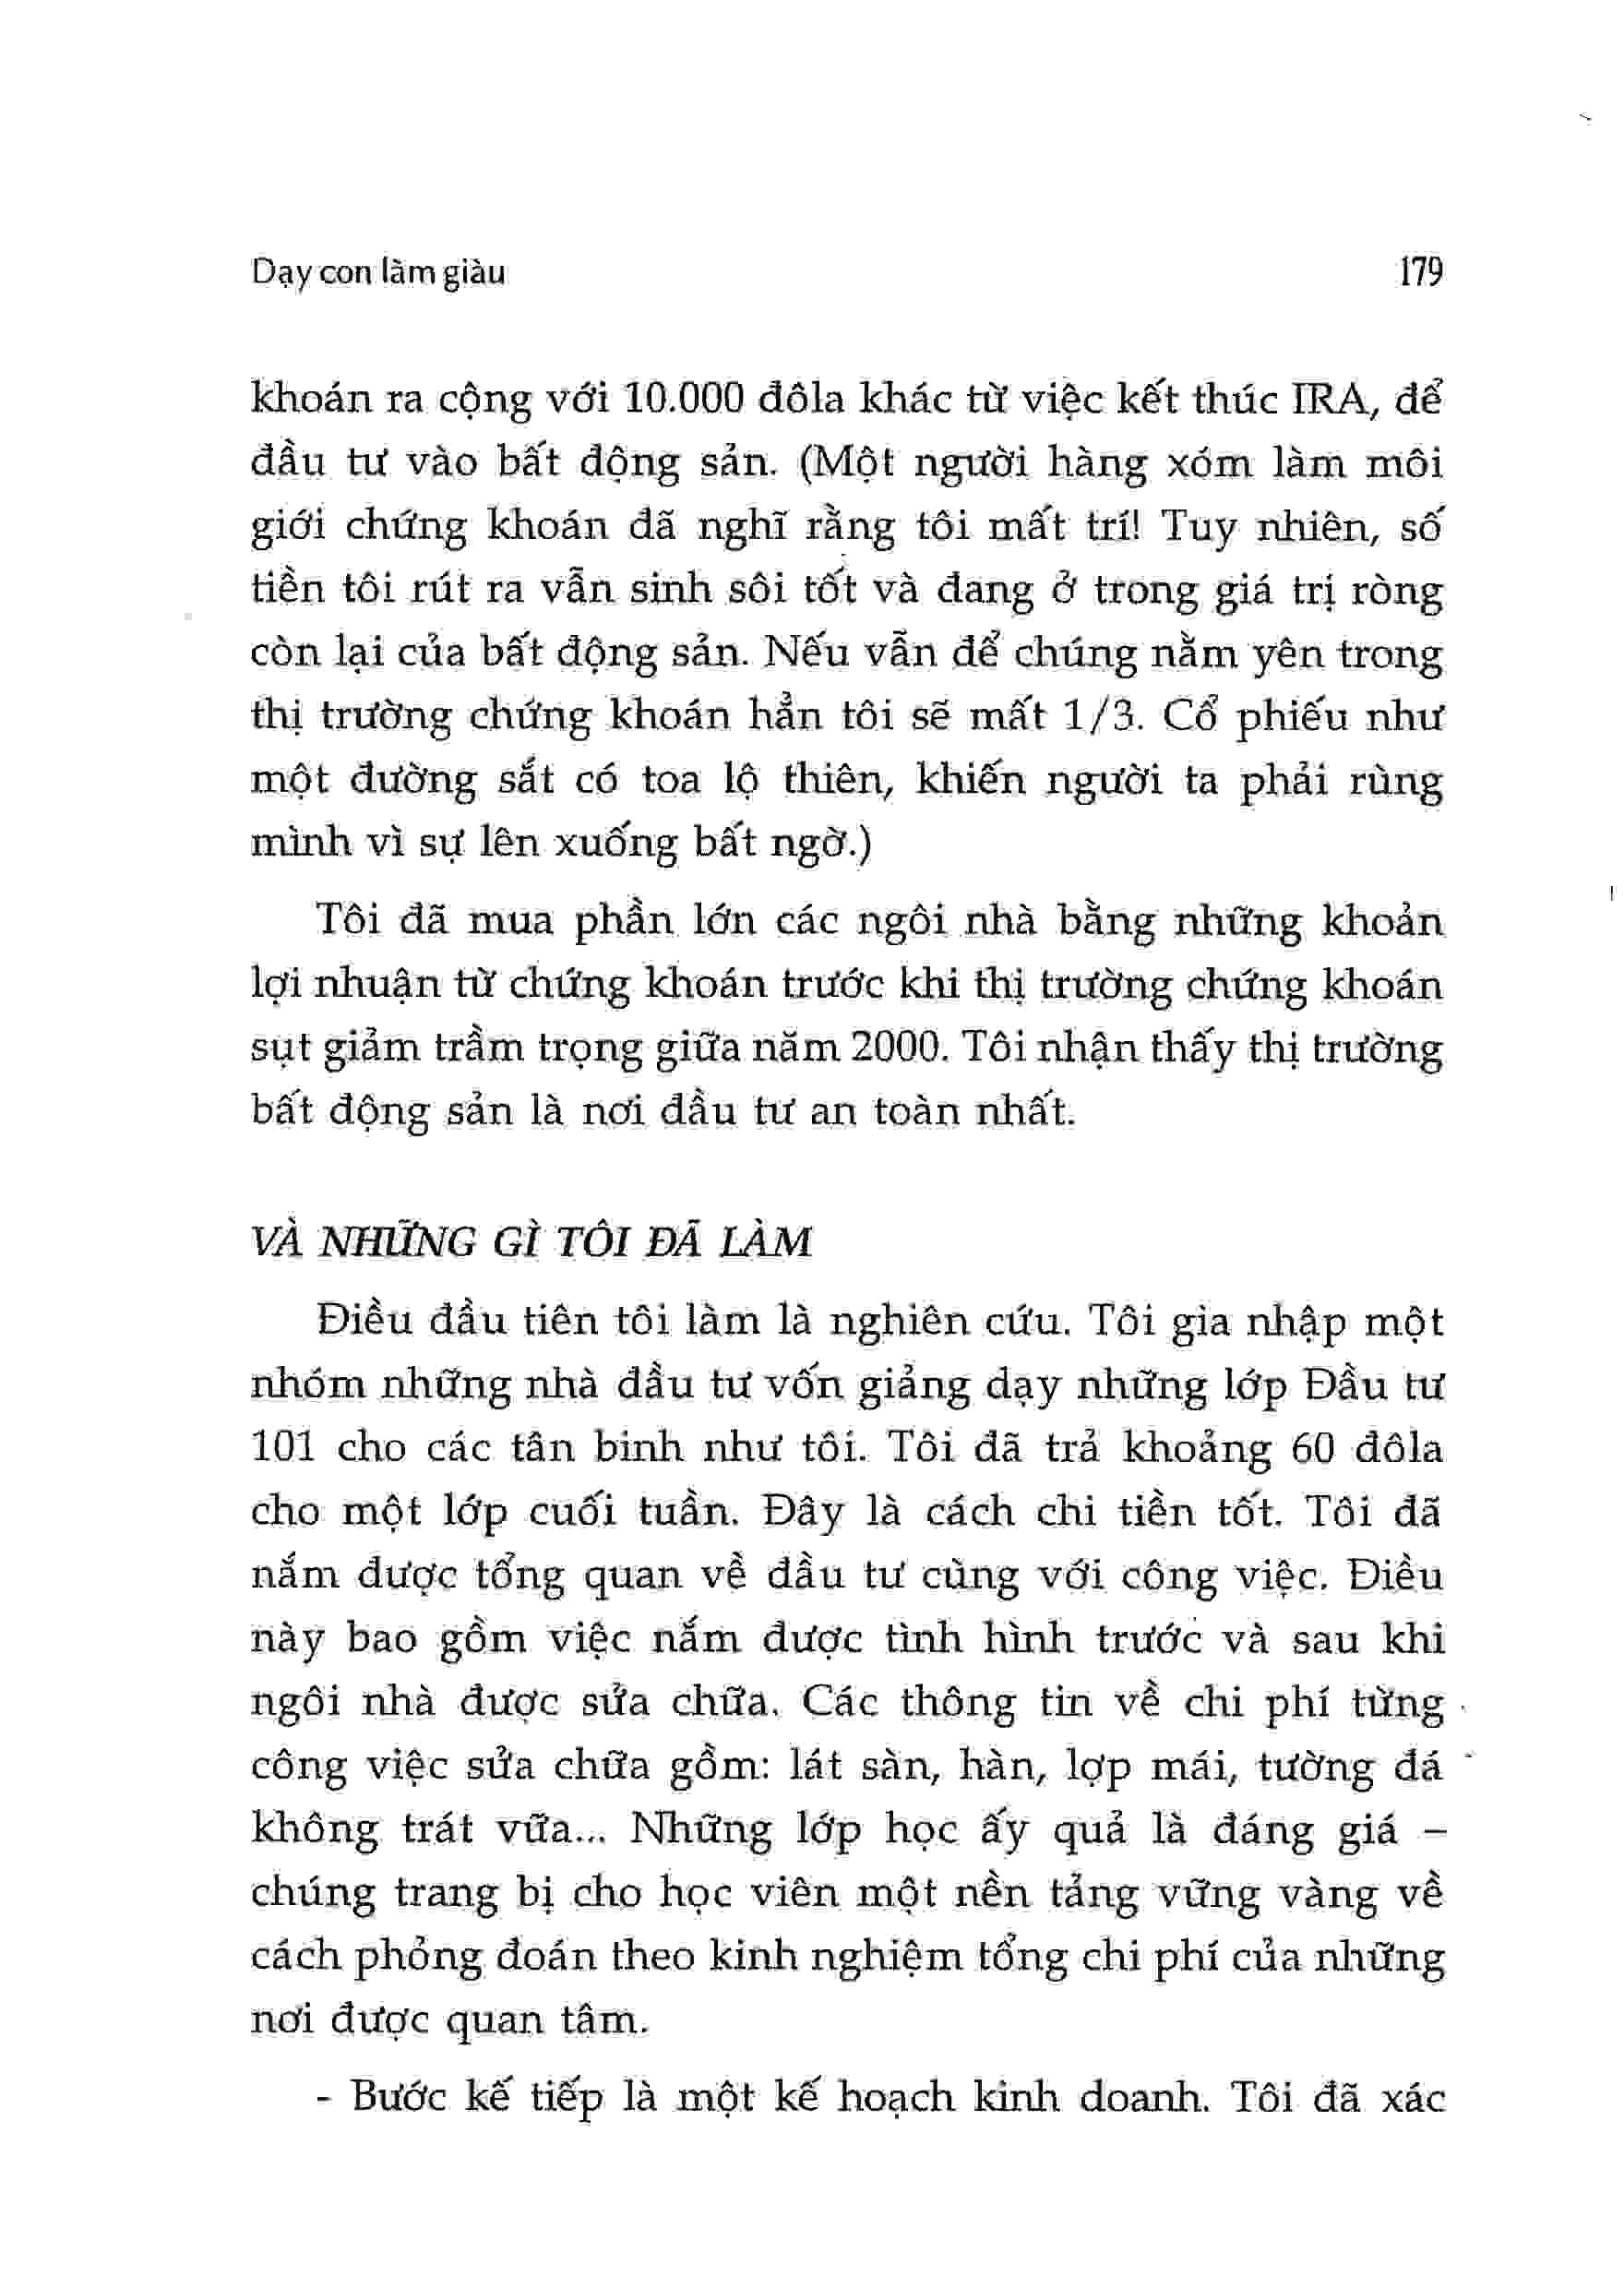 Dạy con làm giàu 179
khoán ra cộng với 10.000 đôla khác từ việc kết thúc IRA, để
đầu tư vào bất động sản. (Một người hàng xóm làm môi
giới chứng khoán đã nghĩ rằng tôi mất trí! Tuy nhiên, số
tiền tôi rút ra vẫn sinh sôi tốt và đang ở trong giá trị ròng
còn lại của bất động sản. Nếu vẫn để chúng nằm yên trong
thị trường chứng khoán hẳn tôi sẽ mất 1/3. Cổ phiếu như
một đường sắt có toa lộ thiên, khiến người ta phải rùng
mình vì sự lên xuống bất ngờ.)
Tôi đã mua phần lớn các ngôi nhà bằng những khoản
lợi nhuận từ chứng khoán trước khi thị trường chứng khoán
sụt giảm trầm trọng giữa năm 2000. Tôi nhận thấy thị trường
bất động sản là nơi đầu tư an toàn nhất.
VÀ NHỮNG GÌ TÔI ĐÃ LÀM
Điều đầu tiên tôi làm là nghiên cứu. Tôi gia nhập một
nhóm những nhà đầu tư vốn giảng dạy những lớp Đầu tư
101 cho các tân binh như tôi. Tôi đã trả khoảng 60 đôla
cho một lớp cuối tuần. Đây là cách chi tiền tốt. Tôi đã
nắm được tổng quan về đầu tư cùng với công việc. Điều
này bao gồm việc nắm được tình hình trước và sau khi
ngôi nhà được sửa chữa. Các thông tin về chi phí từng
công việc sửa chữa gồm: lát sàn, hàn, lợp mái, tường đá
không trát vữa... Những lớp học ấy quả là đáng giá –
chúng trang bị cho học viên một nền tảng vững vàng về
cách phỏng đoán theo kinh nghiệm tổng chi phí của những
nơi được quan tâm.
- Bước kế tiếp là một kế hoạch kinh doanh. Tôi đã xác